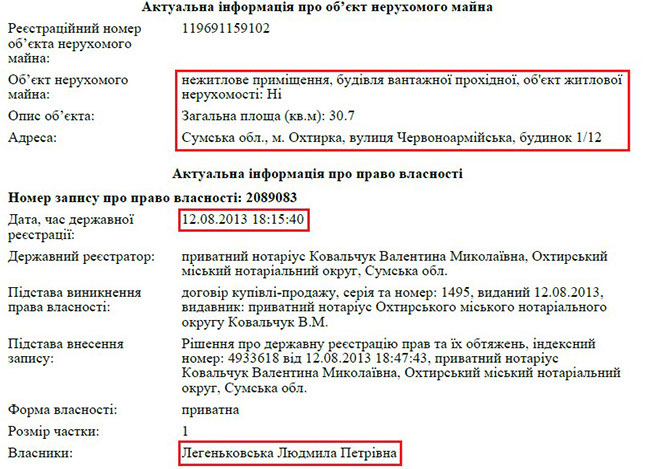 Актуальна інформація про об’єкт нерухомого майна
Реєстраційний номер об’єкта нерухомого майна: 119691159102
Об’єкт нерухомого майна: нежитлове приміщення, будівля вантажної прохідної, об'єкт житлової нерухомості: Ні
Опис об’єкта: Загальна площа (кв.м): 30.7
Адреса: Сумська обл., м. Охтирка, вулиця Червоноармійська, будинок 1/12
Актуальна інформація про право власності
Номер запису про право власності: 2089083
Дата, час державної реєстрації: 12.08.2013 18:15:40
Державний реєстратор: приватний нотаріус Ковальчук Валентина Миколаївна, Охтирський міський нотаріальний округ, Сумська обл.
Підстава виникнення права власності: договір купівлі-продажу, серія та номер: 1495, виданий 12.08.2013, видавник: приватний нотаріус Охтирського міського нотаріального округу Ковальчук В.М.
Підстава внесення запису: Рішення про державну реєстрацію прав та їх обтяжень, індексний номер: 4933618 від 12.08.2013 18:47:43, приватний нотаріус Ковальчук Валентина Миколаївна, Охтирський міський нотаріальний округ, Сумська обл.
Форма власності: приватна
Розмір частки: 1
Власники: Легеньковська Людмила Петрівна